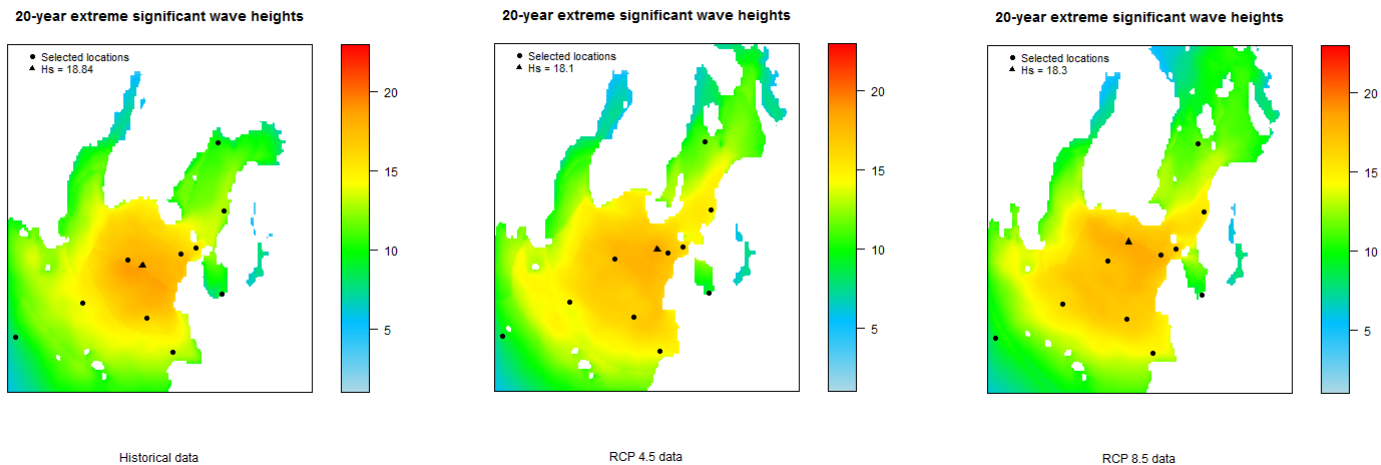 20-year extreme significant wave heights
Selected locations
Hs = 18.84
20
15
10
5
Historical data
20-year extreme significant wave heights
Selected locations
Hs = 18.1
20
15
10
5
RCP 4.5 data
20-year extreme significant wave heights
Selected locations
Hs = 18.3
20
15
10
5
RCP 8.5 data